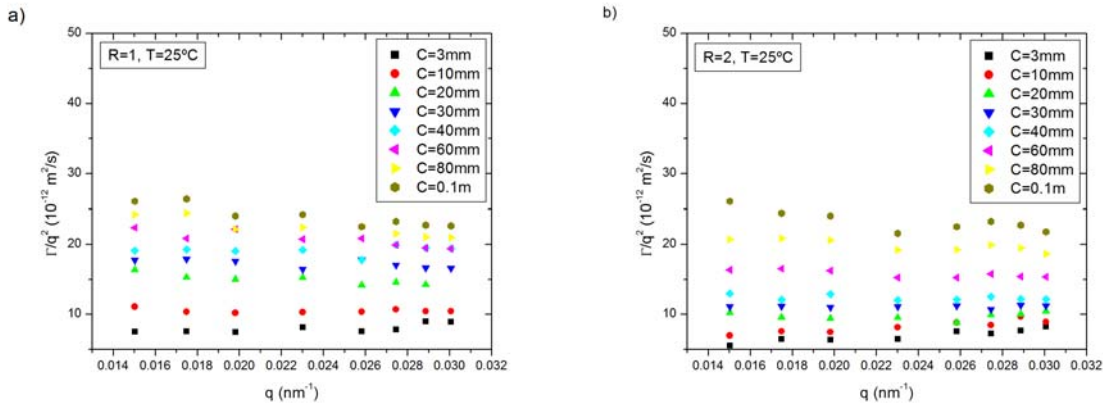 a)
R=1, T=25ºC
C=3mm
C=10mm
C=20mm
C=30mm
C=40mm
C=60mm
C=80mm
C=0.1m
50
40
30
20
10
Γ/q² (10⁻¹² m²/s)
0.014 0.016 0.018 0.020 0.022 0.024 0.026 0.028 0.030 0.032
q (nm⁻¹)
b)
R=2, T=25ºC
C=3mm
C=10mm
C=20mm
C=30mm
C=40mm
C=60mm
C=80mm
C=0.1m
50
40
30
20
10
Γ/q² (10⁻¹² m²/s)
0.014 0.016 0.018 0.020 0.022 0.024 0.026 0.028 0.030 0.032
q (nm⁻¹)